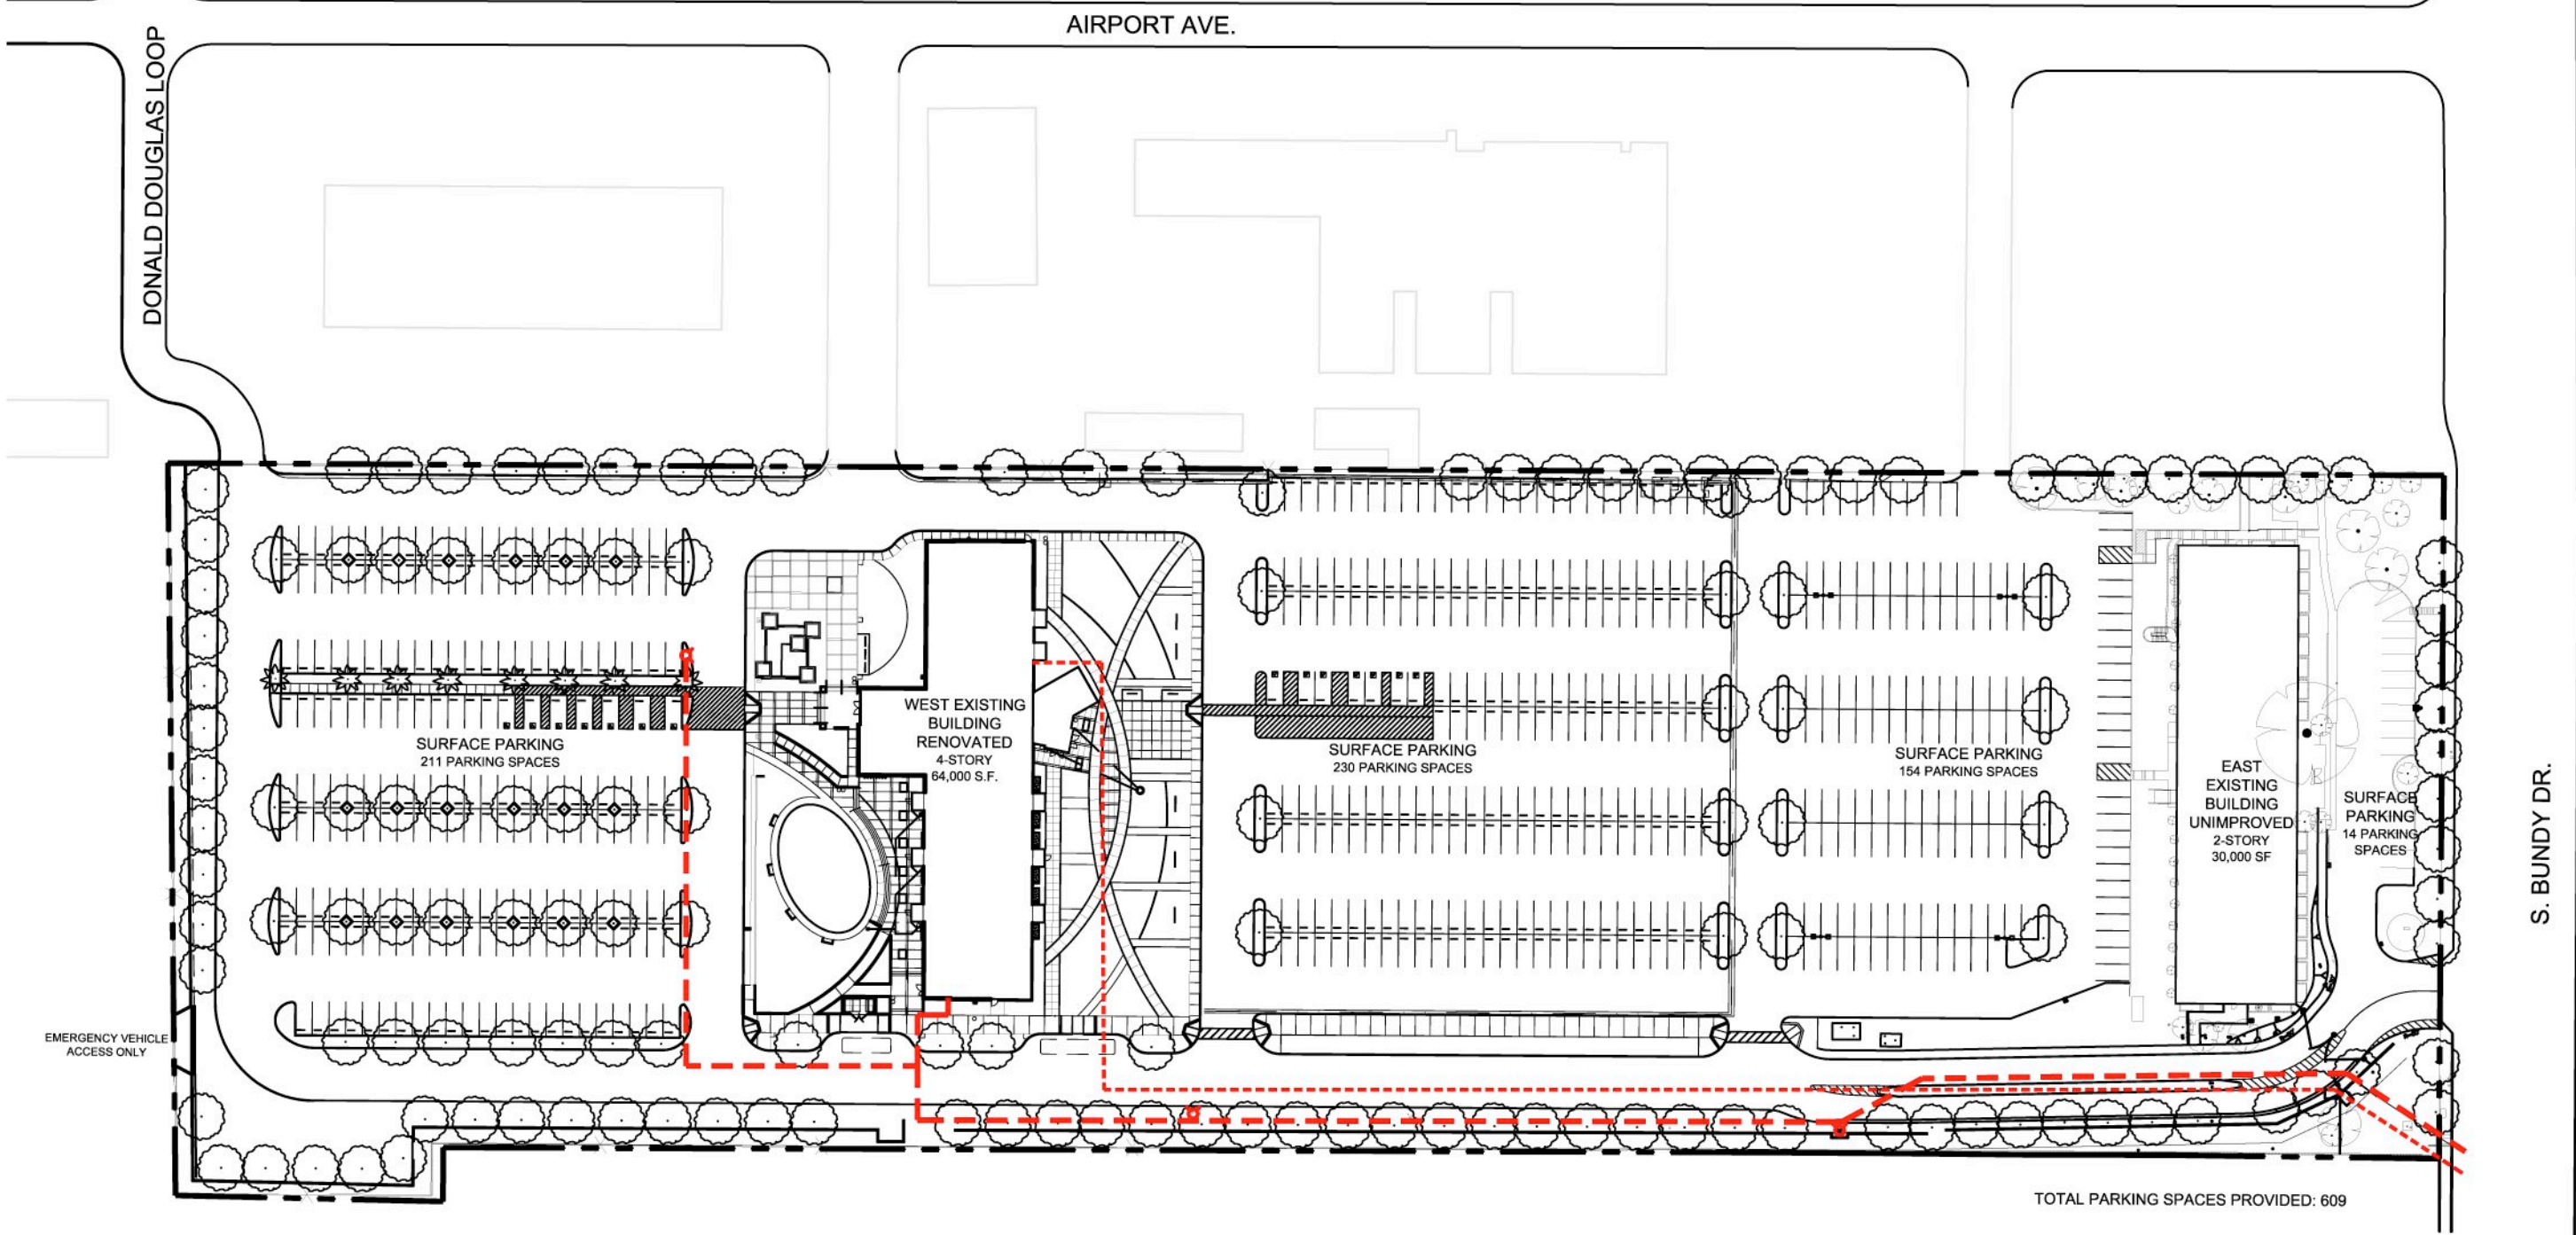 AIRPORT AVE.
DONALD DOUGLAS LOOP
WEST EXISTING
BUILDING
RENOVATED
4-STORY
64,000 S.F.
SURFACE PARKING
211 PARKING SPACES
SURFACE PARKING
230 PARKING SPACES
SURFACE PARKING
154 PARKING SPACES
EAST
EXISTING
BUILDING
UNIMPROVED
2-STORY
30,000 SF
SURFACE
PARKING
14 PARKING
SPACES
S. BUNDY DR.
EMERGENCY VEHICLE
ACCESS ONLY
TOTAL PARKING SPACES PROVIDED: 609